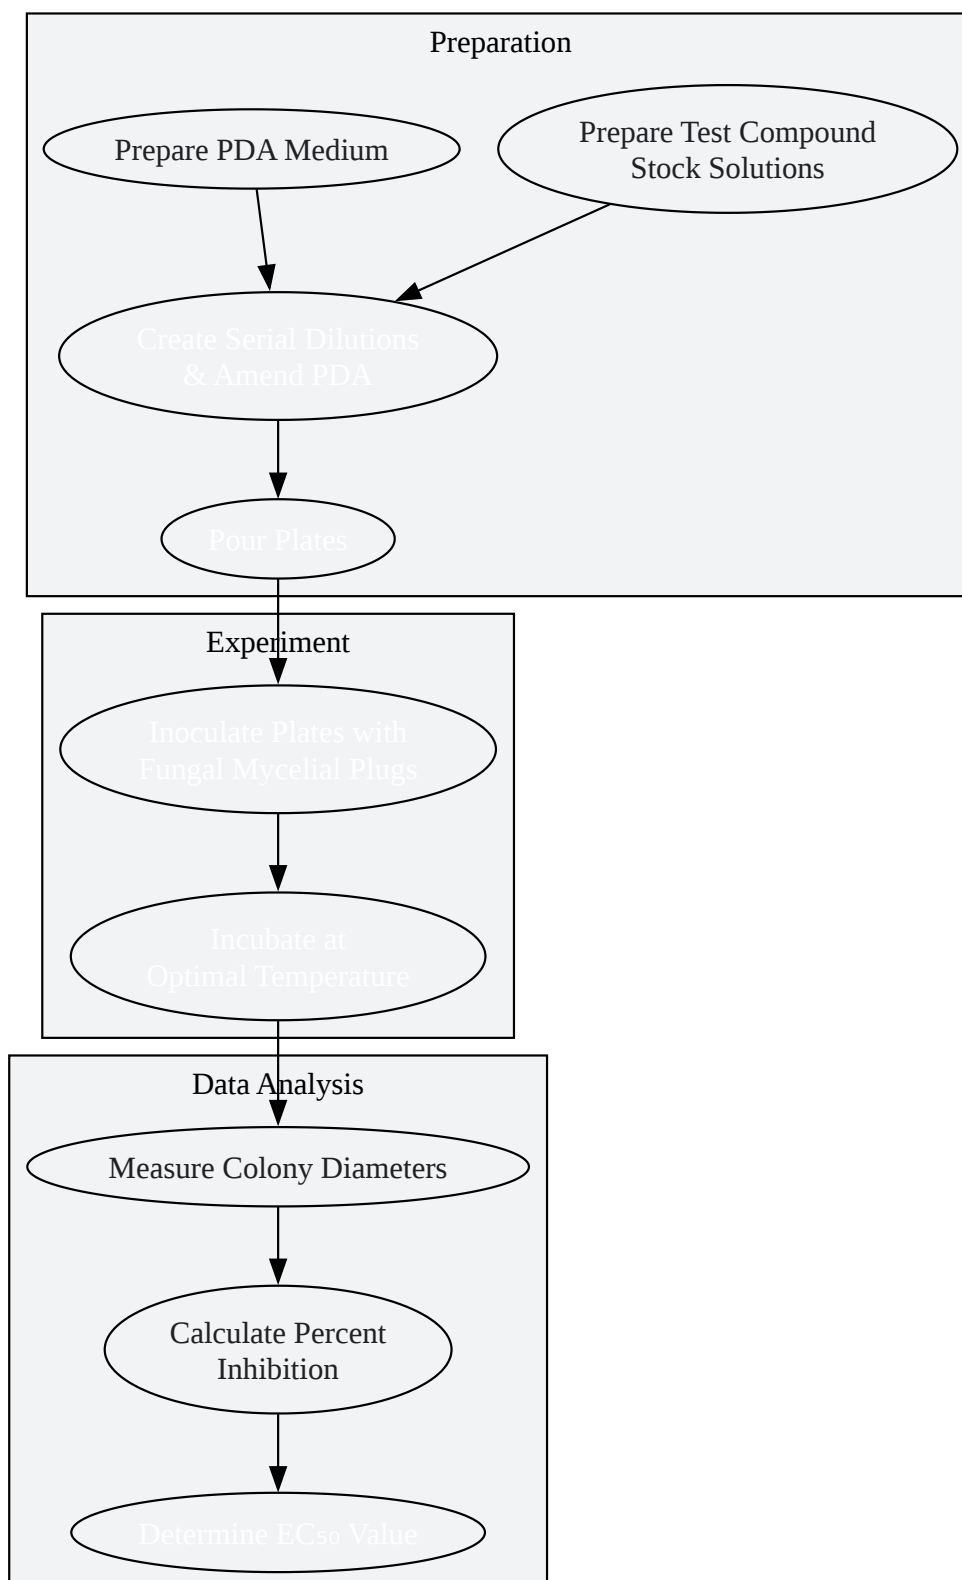 Preparation
Prepare PDA Medium
Prepare Test Compound
Stock Solutions
Create Serial Dilutions
& Amend PDA
Pour Plates
Experiment
Inoculate Plates with
Fungal Mycelial Plugs
Incubate at
Optimal Temperature
Data Analysis
Measure Colony Diameters
Calculate Percent
Inhibition
Determine EC₅₀ Value